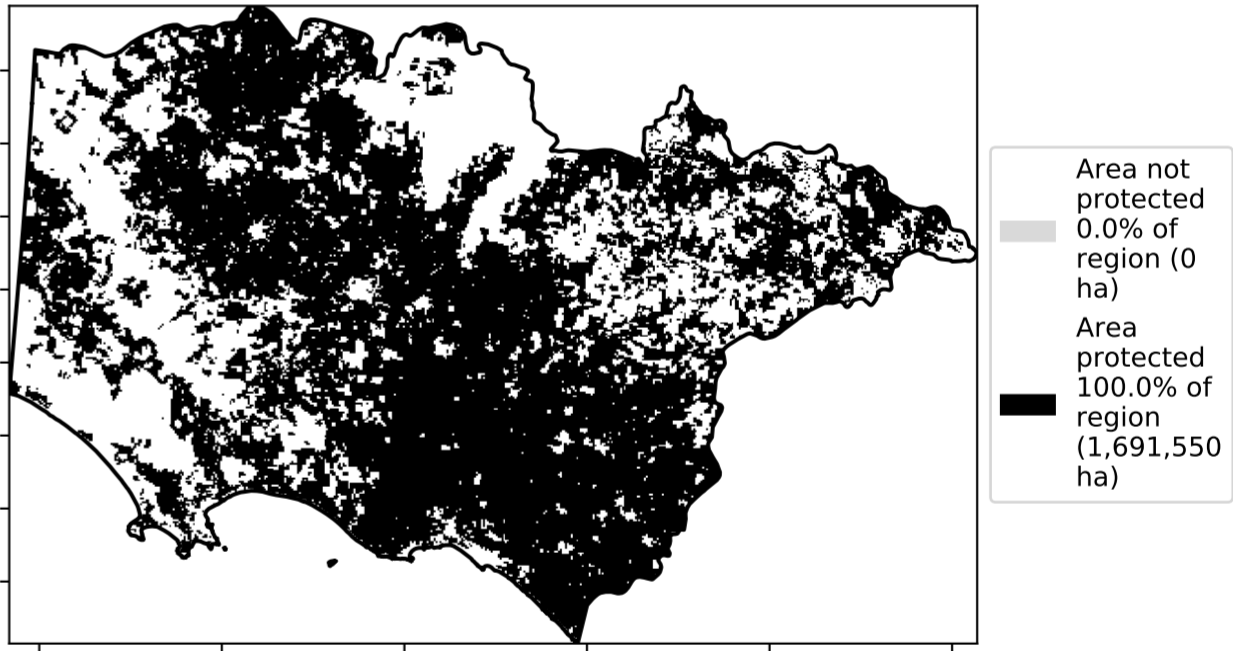 Area not
protected
0.0% of
region (0
ha)
Area
protected
100.0% of
region
(1,691,550
ha)